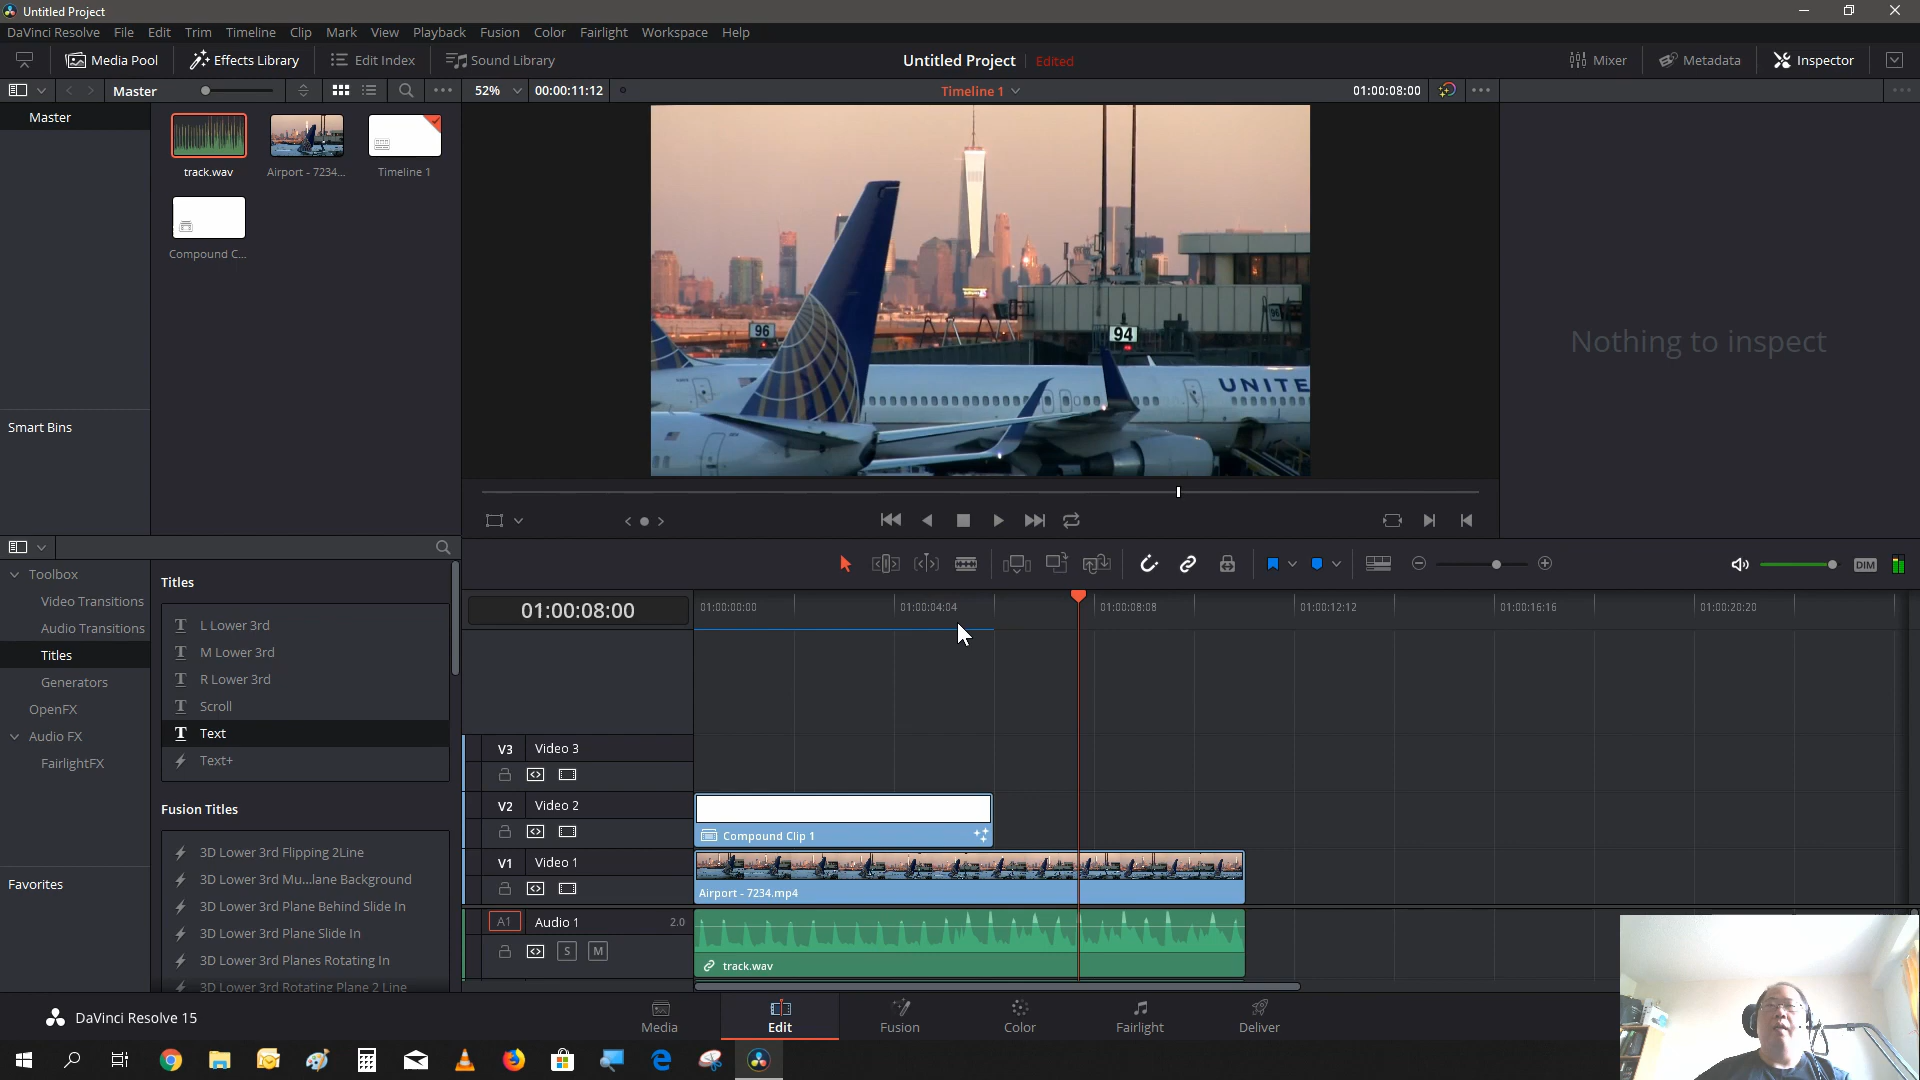 Untitled Project
DaVinci Resolve File Edit Trim Timeline Clip Mark View Playback Fusion Color Fairlight Workspace Help
Media Pool Effects Library Edit Index Sound Library Untitled Project Edited Mixer Metadata Inspector
Master 52% 00:00:11:12 Timeline 1 01:00:08:00
Master
track.wav Airport - 7234... Timeline 1
Compound C...
Smart Bins
96
94
UNITE
Nothing to inspect
Toolbox
Video Transitions
Audio Transitions
Titles
Generators
OpenFX
Audio FX
FairlightFX
Favorites
Titles
L Lower 3rd
M Lower 3rd
R Lower 3rd
Scroll
Text
Text+
Fusion Titles
3D Lower 3rd Flipping 2Line
3D Lower 3rd Mu...lane Background
3D Lower 3rd Plane Behind Slide In
3D Lower 3rd Plane Slide In
3D Lower 3rd Planes Rotating In
3D Lower 3rd Rotating Plane 2 Line
DIM
01:00:08:00 01:00:00:00 01:00:04:04 01:00:08:08 01:00:12:12 01:00:16:16 01:00:20:20
V3 Video 3
V2 Video 2
Compound Clip 1
V1 Video 1
Airport - 7234.mp4
A1 Audio 1 2.0
S M
track.wav
DaVinci Resolve 15
Media Edit Fusion Color Fairlight Deliver